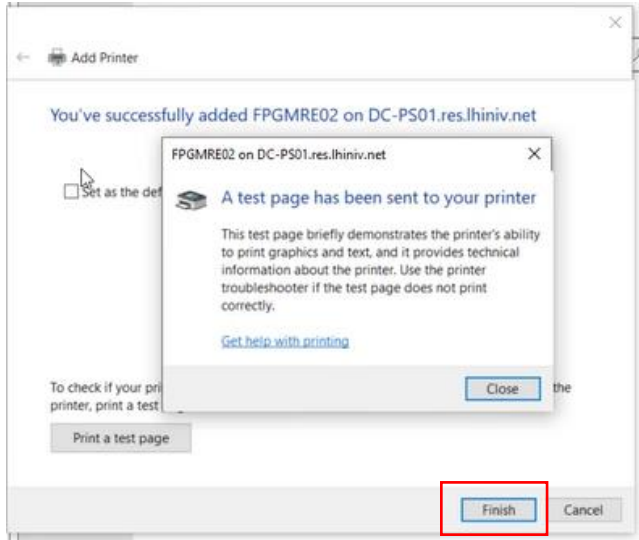 Add Printer
You've successfully added FPGMRE02 on DC-PS01.res.lhiniv.net
FPGMRE02 on DC-PS01.res.lhiniv.net
Set as the def
A test page has been sent to your printer
This test page briefly demonstrates the printer's ability
to print graphics and text, and it provides technical
information about the printer. Use the printer
troubleshooter if the test page does not print
correctly.
Get help with printing
Close
To check if your pri the
printer, print a test
Print a test page
Finish Cancel